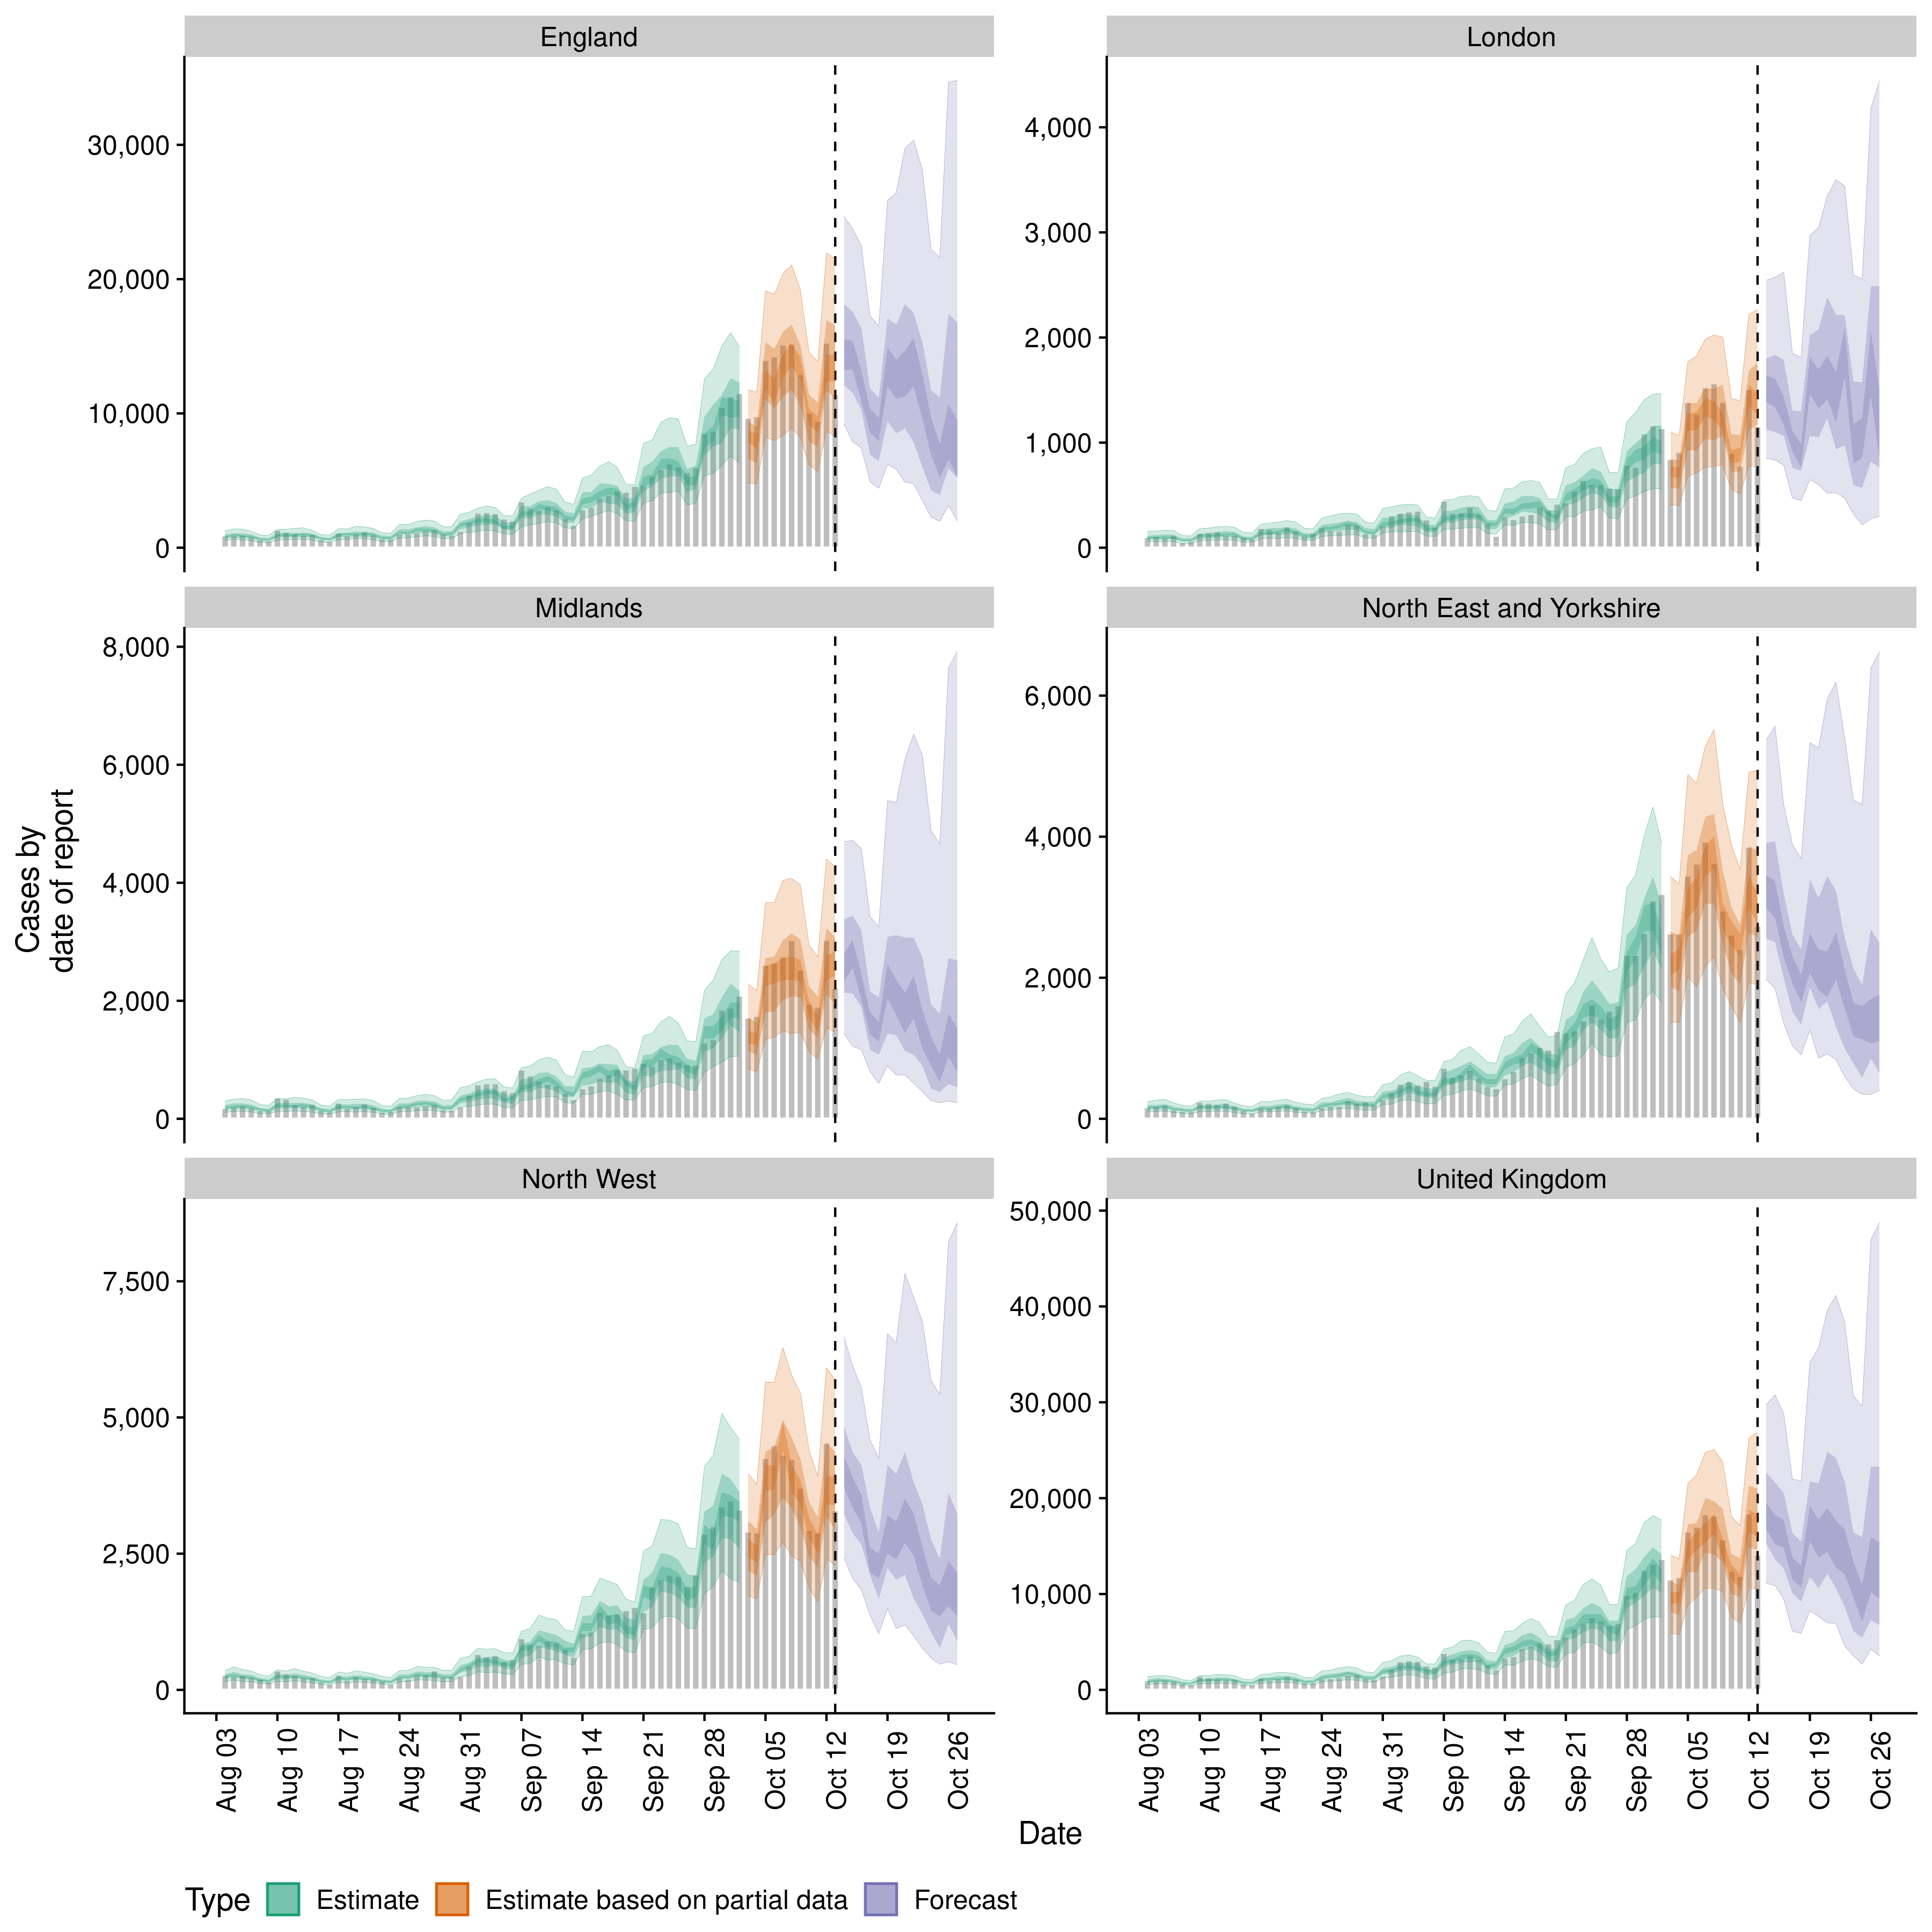 England
London
30,000
20,000
10,000
0
4,000
3,000
2,000
1,000
0
Midlands
North East and Yorkshire
8,000
6,000
4,000
2,000
0
6,000
4,000
2,000
0
Cases by
date of report
North West
United Kingdom
7,500
5,000
2,500
0
50,000
40,000
30,000
20,000
10,000
0
Aug 03
Aug 10
Aug 17
Aug 24
Aug 31
Sep 07
Sep 14
Sep 21
Sep 28
Oct 05
Oct 12
Oct 19
Oct 26
Aug 03
Aug 10
Aug 17
Aug 24
Aug 31
Sep 07
Sep 14
Sep 21
Sep 28
Oct 05
Oct 12
Oct 19
Oct 26
Date
Type Estimate Estimate based on partial data Forecast